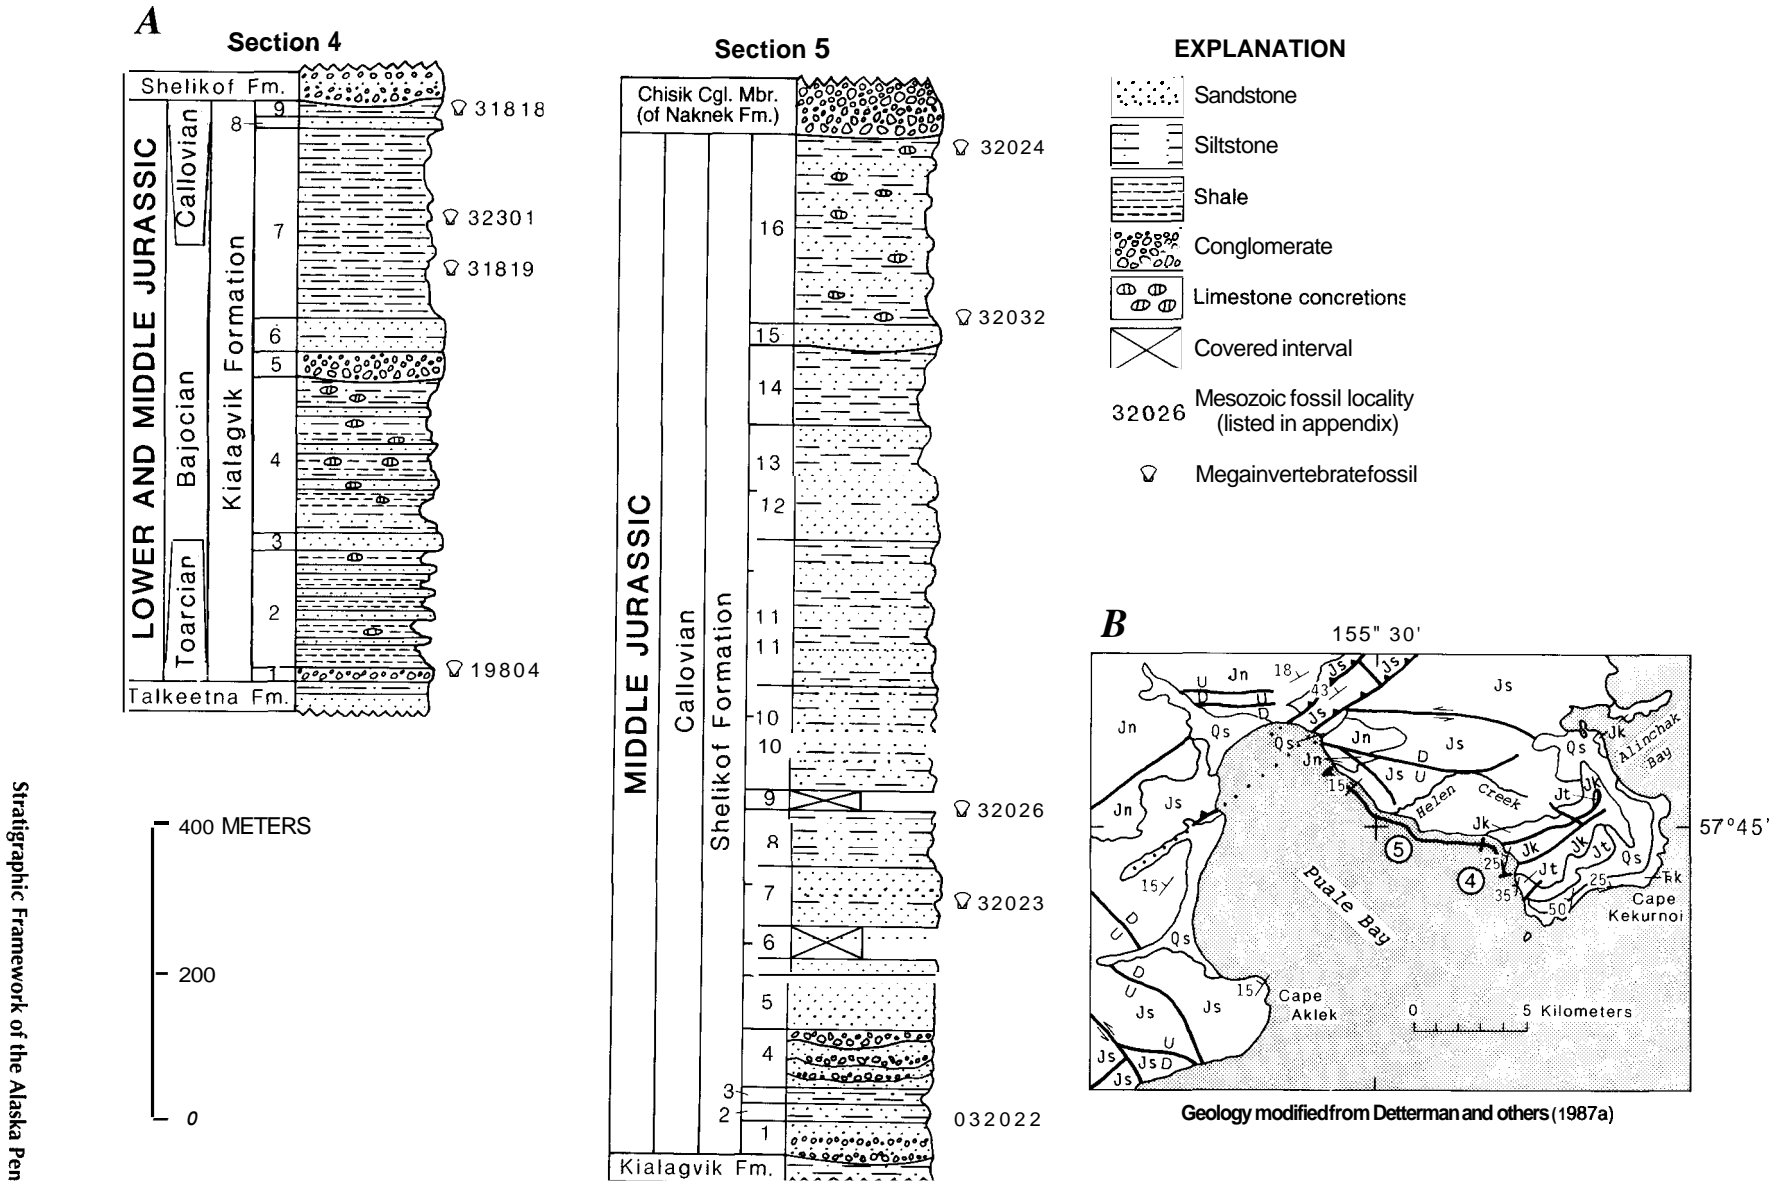 A
Section 4
Shelikof Fm.
LOWER AND MIDDLE JURASSIC
Callovian
Bajocian
Toarcian
Kialagvik Formation
9
8
7
6
5
4
3
2
1
Talkeetna Fm.
31818
32301
31819
19804
400 METERS
200
0
Section 5
Chisik Cgl. Mbr.
(of Naknek Fm.)
MIDDLE JURASSIC
Callovian
Shelikof Formation
16
15
14
13
12
11
11
10
10
9
8
7
6
5
4
3
2
1
Kialagvik Fm.
32024
32032
32026
32023
032022
EXPLANATION
Sandstone
Siltstone
Shale
Conglomerate
Limestone concretions
Covered interval
32026 Mesozoic fossil locality
(listed in appendix)
Megainvertebratefossil
B
155" 30'
57°45'
U Jn 18 Js Js
D U 43 Js
D Js
Jn Qs Qs Jn Js Qs Jk
Alinchak
Bay
Jn D
15 Js U
Jn Js Helen Creek Jt Jk
Jk
5 Jk Jk Jt Qs
25 Jt 25 Ꞃk
4 35 50 Cape
Kekurnoi
15
Puale Bay
D
U Qs
D
U 15 Cape
Aklek
Js Js
0 5 Kilometers
U
Js Js D
Js
Geology modified from Detterman and others (1987a)
Stratigraphic Framework of the Alaska Pen